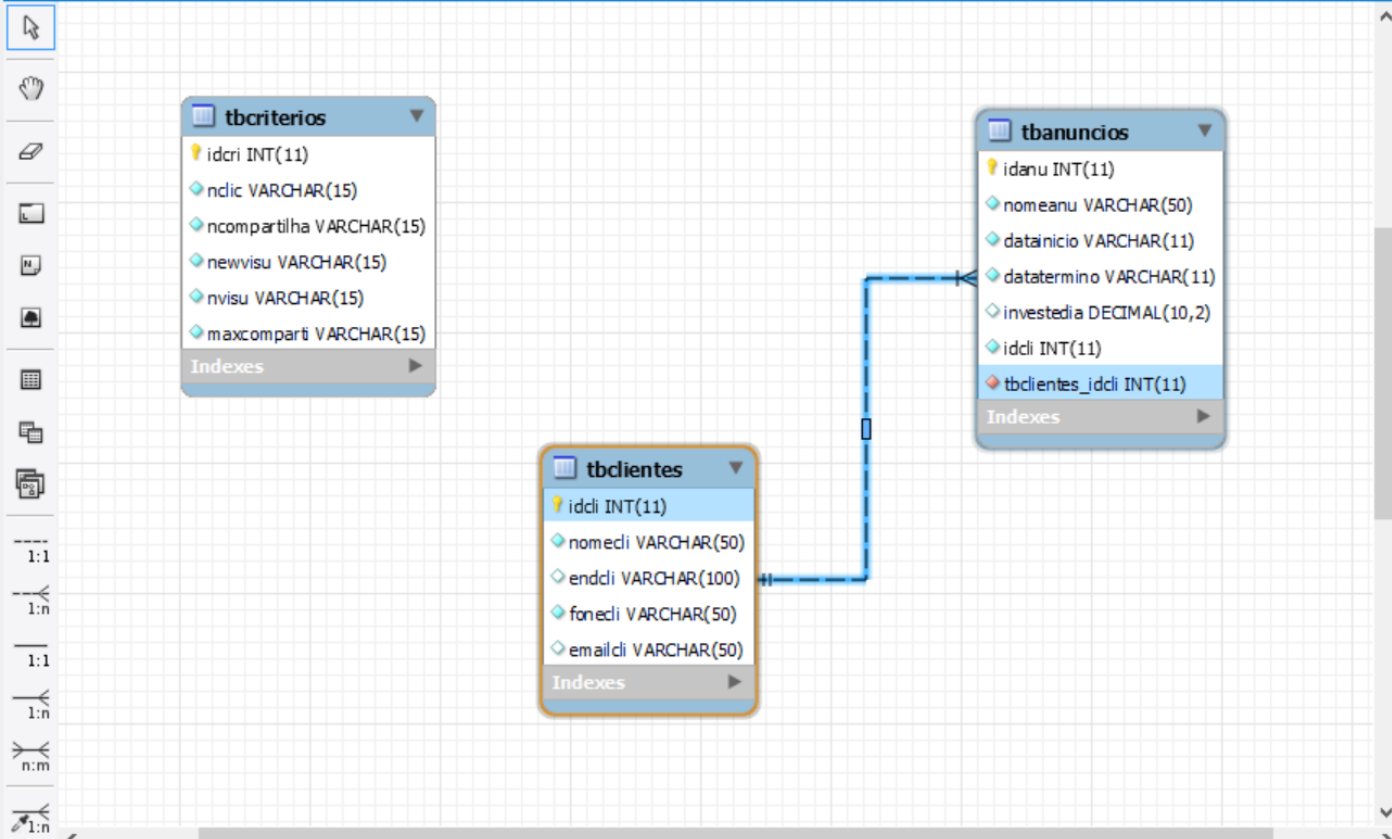 tbcriterios
idcri INT(11)
nclic VARCHAR(15)
ncompartilha VARCHAR(15)
newvisu VARCHAR(15)
nvisu VARCHAR(15)
maxcomparti VARCHAR(15)
Indexes
tbanuncios
idanu INT(11)
nomeanu VARCHAR(50)
datainicio VARCHAR(11)
datatermino VARCHAR(11)
investedia DECIMAL(10,2)
idcli INT(11)
tbclientes_idcli INT(11)
Indexes
tbclientes
idcli INT(11)
nomecli VARCHAR(50)
endcli VARCHAR(100)
fonecli VARCHAR(50)
emailcli VARCHAR(50)
Indexes
1:1
1:n
1:1
1:n
n:m
1:n